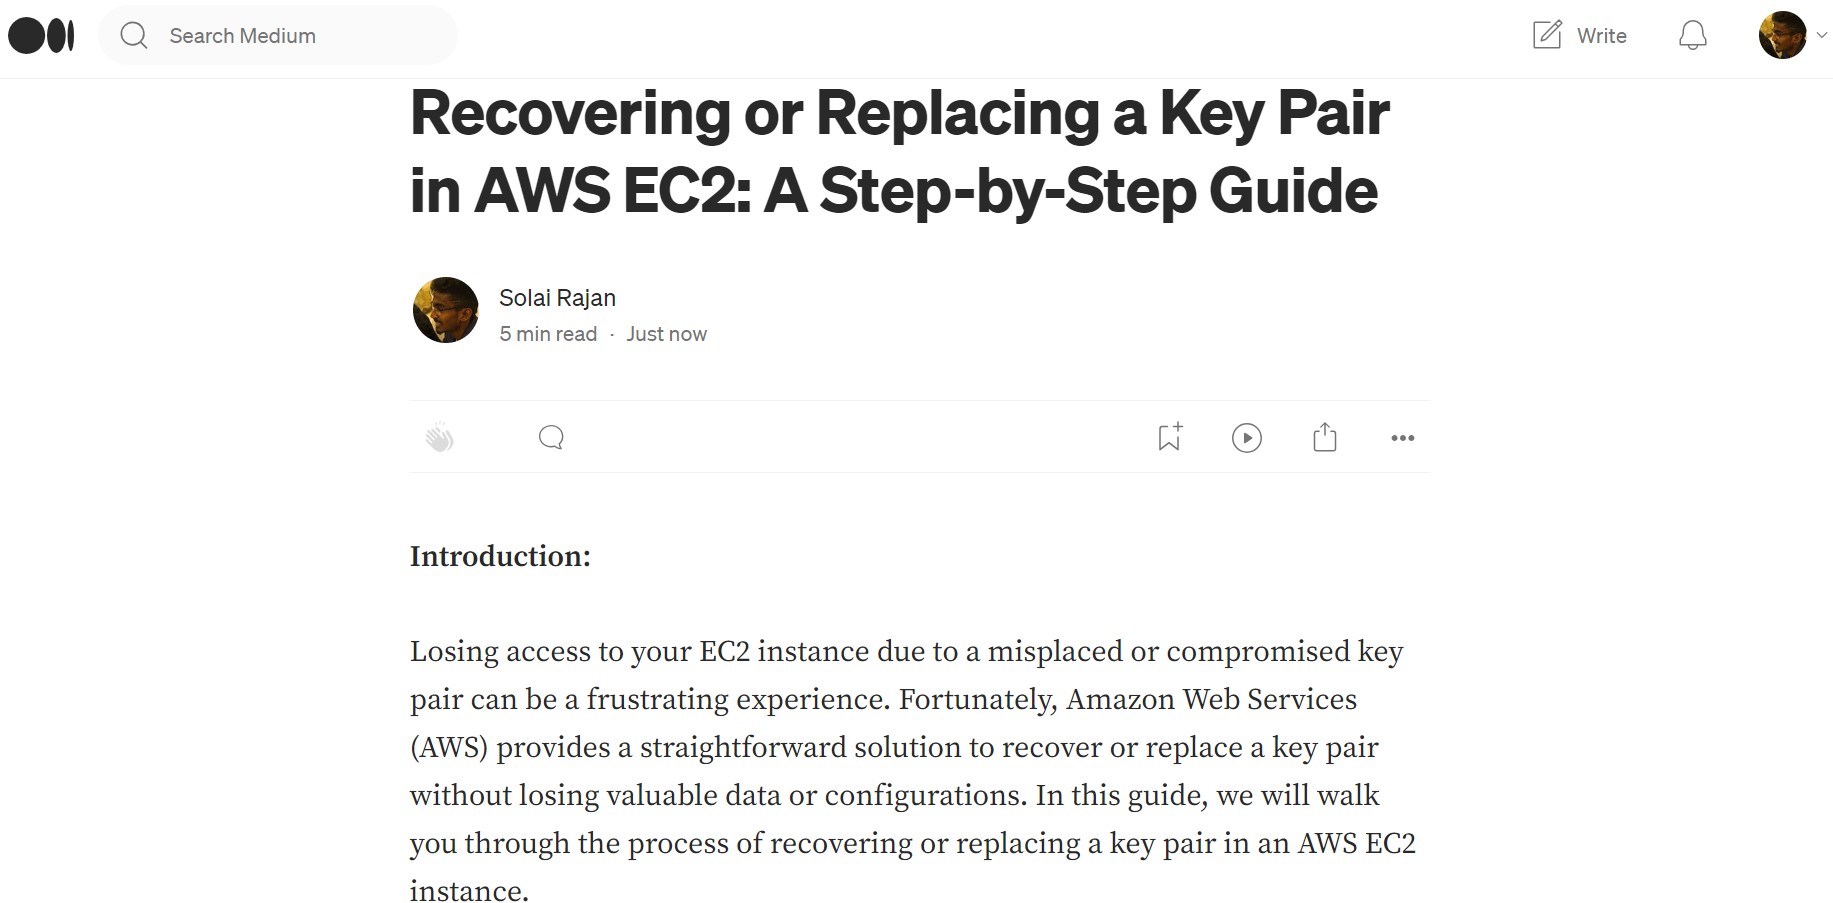 Search Medium
Write
Recovering or Replacing a Key Pair
in AWS EC2: A Step-by-Step Guide
Solai Rajan
5 min read · Just now
Introduction:
Losing access to your EC2 instance due to a misplaced or compromised key
pair can be a frustrating experience. Fortunately, Amazon Web Services
(AWS) provides a straightforward solution to recover or replace a key pair
without losing valuable data or configurations. In this guide, we will walk
you through the process of recovering or replacing a key pair in an AWS EC2
instance.